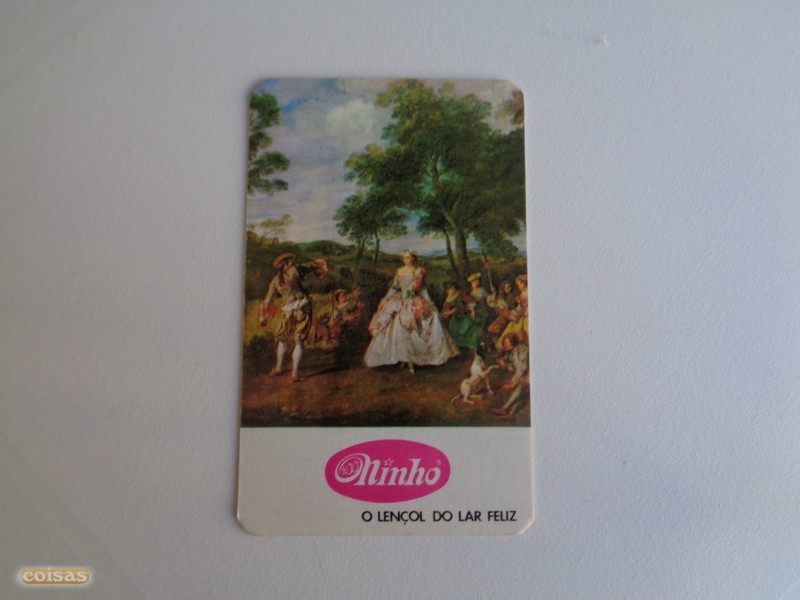 Ninho®
O LENÇOL DO LAR FELIZ
coisas